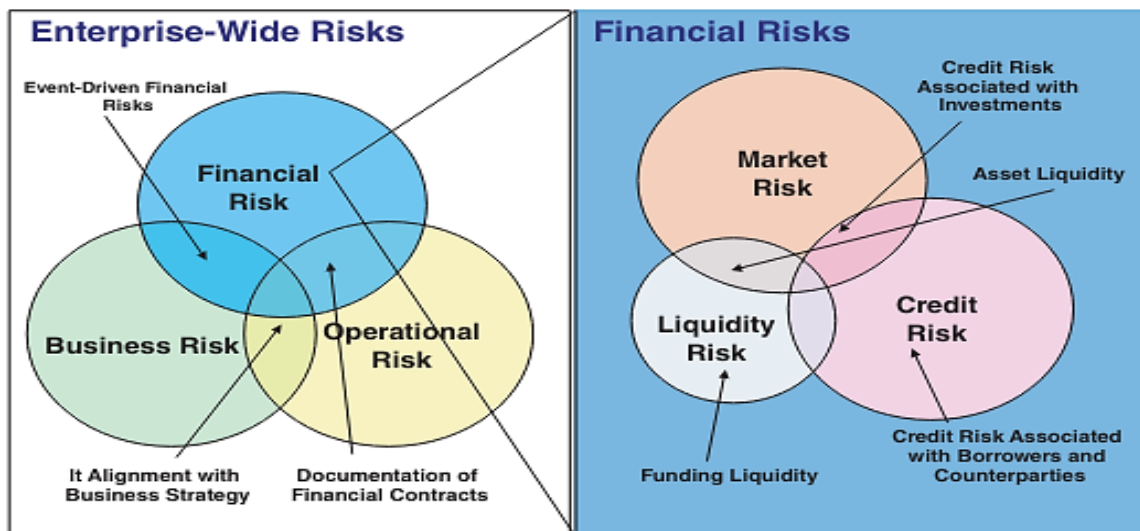 Enterprise-Wide Risks
Event-Driven Financial
Risks
Financial
Risk
Business Risk
Operational
Risk
It Alignment with
Business Strategy
Documentation of
Financial Contracts
Financial Risks
Credit Risk
Associated with
Investments
Market
Risk
Asset Liquidity
Liquidity
Risk
Credit
Risk
Funding Liquidity
Credit Risk Associated
with Borrowers and
Counterparties